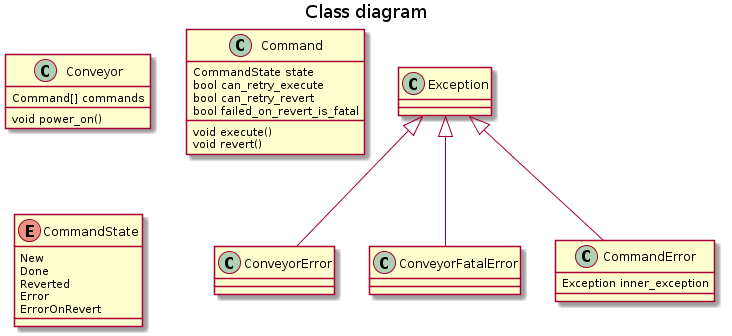 Class diagram
C Conveyor
Command[] commands
void power_on()
C Command
CommandState state
bool can_retry_execute
bool can_retry_revert
bool failed_on_revert_is_fatal
void execute()
void revert()
C Exception
E CommandState
New
Done
Reverted
Error
ErrorOnRevert
C ConveyorError
C ConveyorFatalError
C CommandError
Exception inner_exception